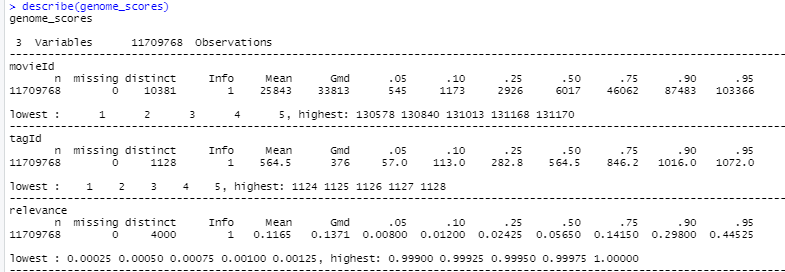 > describe(genome_scores)
genome_scores
3 Variables 11709768 Observations
--------------------------------------------------------------------------------
movieId
n missing distinct Info Mean Gmd .05 .10 .25 .50 .75 .90 .95
11709768 0 10381 1 25843 33813 545 1173 2926 6017 46062 87483 103366
lowest : 1 2 3 4 5, highest: 130578 130840 131013 131168 131170
--------------------------------------------------------------------------------
tagId
n missing distinct Info Mean Gmd .05 .10 .25 .50 .75 .90 .95
11709768 0 1128 1 564.5 376 57.0 113.0 282.8 564.5 846.2 1016.0 1072.0
lowest : 1 2 3 4 5, highest: 1124 1125 1126 1127 1128
--------------------------------------------------------------------------------
relevance
n missing distinct Info Mean Gmd .05 .10 .25 .50 .75 .90 .95
11709768 0 4000 1 0.1165 0.1371 0.00800 0.01200 0.02425 0.05650 0.14150 0.29800 0.44525
lowest : 0.00025 0.00050 0.00075 0.00100 0.00125, highest: 0.99900 0.99925 0.99950 0.99975 1.00000
--------------------------------------------------------------------------------